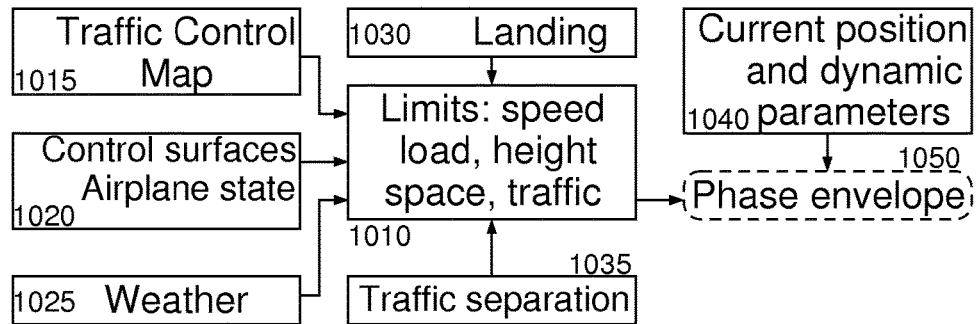 Traffic Control
Map
1015
1030
Landing
Current position
and dynamic
parameters
1040
Control surfaces
Airplane state
1020
Limits: speed
load, height
space, traffic
1010
1050
Phase envelope
1025
Weather
1035
Traffic separation